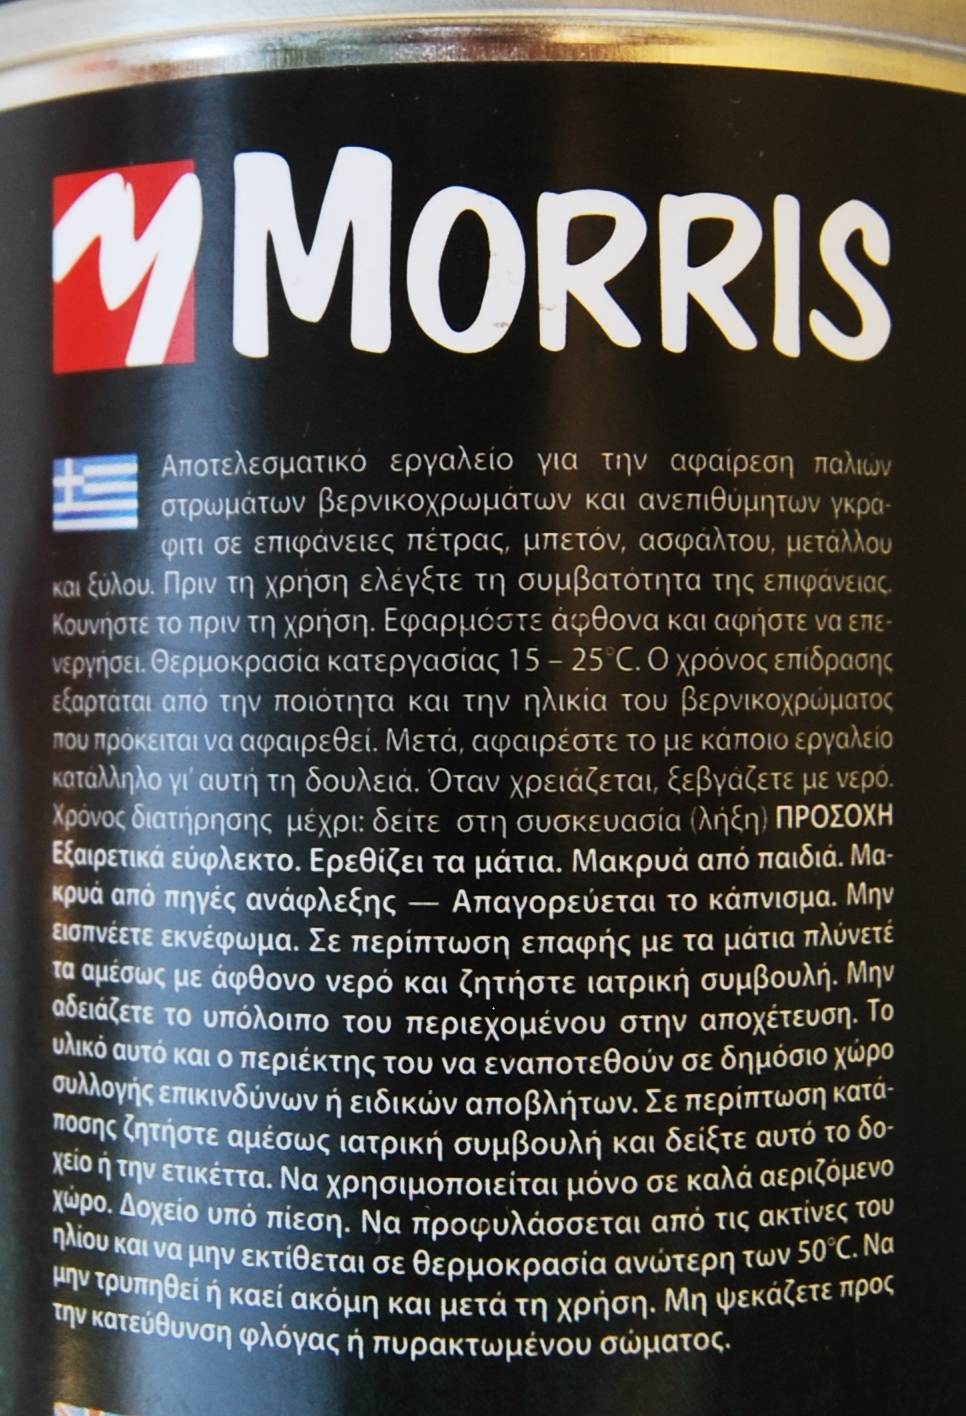 MORRIS
Αποτελεσματικό εργαλείο για την αφαίρεση παλιών
στρωμάτων βερνικοχρωμάτων και ανεπιθύμητων γκρά-
φιτι σε επιφάνειες πέτρας, μπετόν, ασφάλτου, μετάλλου
και ξύλου. Πριν τη χρήση ελέγξτε τη συμβατότητα της επιφάνειας.
Κουνήστε το πριν τη χρήση. Εφαρμόστε άφθονα και αφήστε να επε-
νεργήσει. Θερμοκρασία κατεργασίας 15 – 25°C. Ο χρόνος επίδρασης
εξαρτάται από την ποιότητα και την ηλικία του βερνικοχρώματος
που πρόκειται να αφαιρεθεί. Μετά, αφαιρέστε το με κάποιο εργαλείο
κατάλληλο γι' αυτή τη δουλειά. Όταν χρειάζεται, ξεβγάζετε με νερό.
Χρόνος διατήρησης μέχρι: δείτε στη συσκευασία (λήξη) ΠΡΟΣΟΧΗ
Εξαιρετικά εύφλεκτο. Ερεθίζει τα μάτια. Μακρυά από παιδιά. Μα-
κρυά από πηγές ανάφλεξης — Απαγορεύεται το κάπνισμα. Μην
εισπνέετε εκνέφωμα. Σε περίπτωση επαφής με τα μάτια πλύνετέ
τα αμέσως με άφθονο νερό και ζητήστε ιατρική συμβουλή. Μην
αδειάζετε το υπόλοιπο του περιεχομένου στην αποχέτευση. Το
υλικό αυτό και ο περιέκτης του να εναποτεθούν σε δημόσιο χώρο
συλλογής επικινδύνων ή ειδικών αποβλήτων. Σε περίπτωση κατά-
ποσης ζητήστε αμέσως ιατρική συμβουλή και δείξτε αυτό το δο-
χείο ή την ετικέττα. Να χρησιμοποιείται μόνο σε καλά αεριζόμενο
χώρο. Δοχείο υπό πίεση. Να προφυλάσσεται από τις ακτίνες του
ηλίου και να μην εκτίθεται σε θερμοκρασία ανώτερη των 50°C. Να
μην τρυπηθεί ή καεί ακόμη και μετά τη χρήση. Μη ψεκάζετε προς
την κατεύθυνση φλόγας ή πυρακτωμένου σώματος.